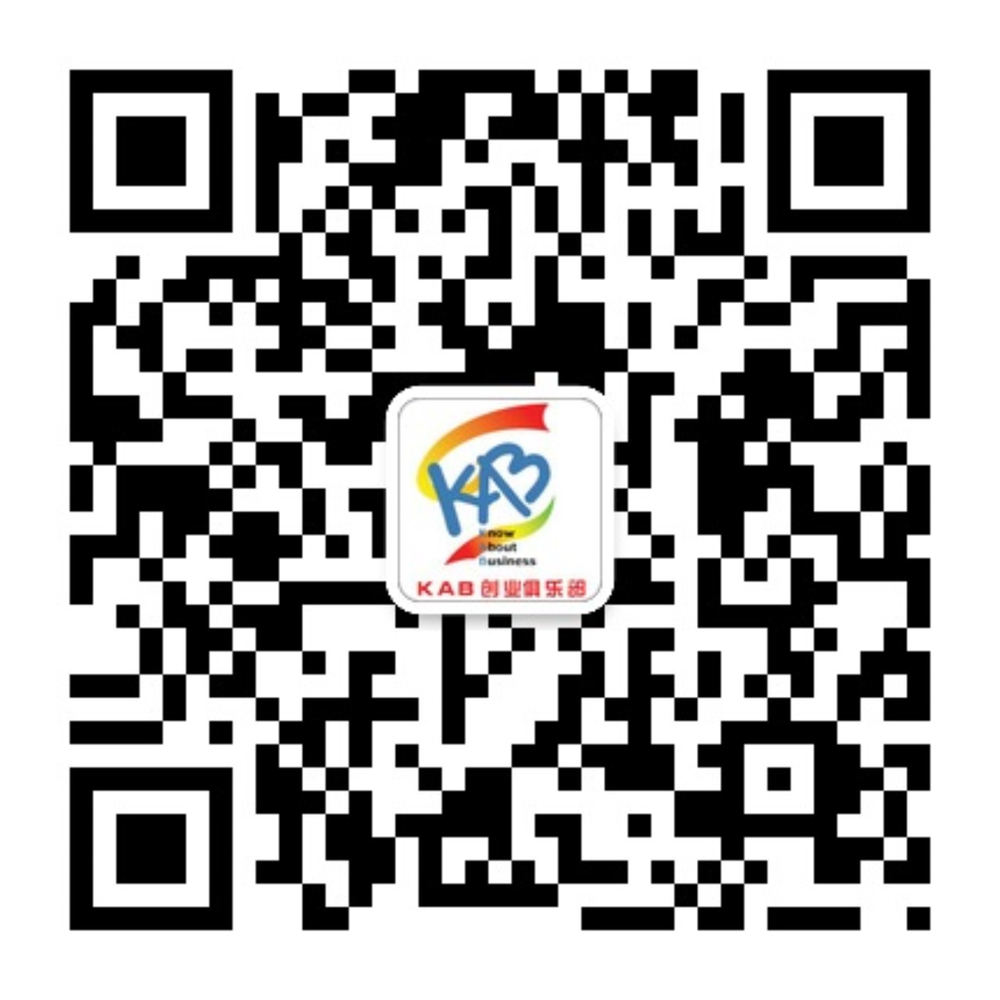 KAB
Know
About
Business
KAB创业俱乐部